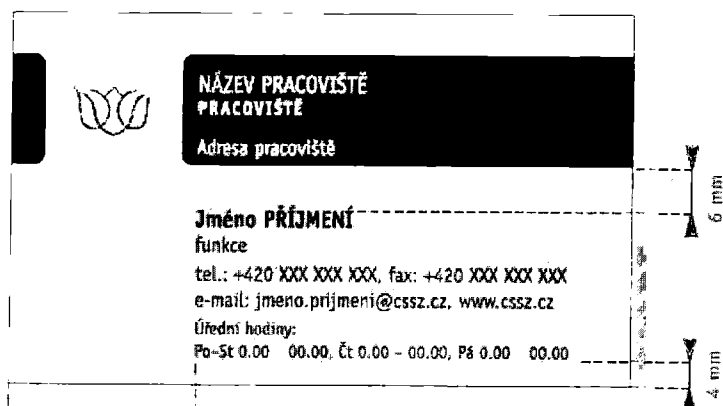 NÁZEV PRACOVIŠTĚ
PRACOVIŠTĚ
Adresa pracoviště
6 mm
Jméno PŘÍJMENÍ
funkce
tel.: +420 XXX XXX XXX, fax: +420 XXX XXX XXX
e-mail: jmeno.prijmeni@cssz.cz, www.cssz.cz
Úřední hodiny:
Po–St 0.00 00.00, Čt 0.00 – 00.00, Pá 0.00 00.00
4 mm